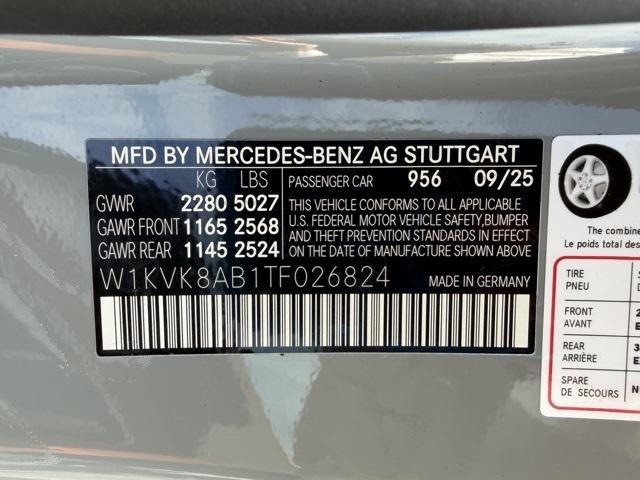 MFD BY MERCEDES-BENZ AG STUTTGART
KG LBS
GVWR 2280 5027
GAWR FRONT 1165 2568
GAWR REAR 1145 2524
PASSENGER CAR 956 09/25
THIS VEHICLE CONFORMS TO ALL APPLICABLE
U.S. FEDERAL MOTOR VEHICLE SAFETY,BUMPER
AND THEFT PREVENTION STANDARDS IN EFFECT
ON THE DATE OF MANUFACTURE SHOWN ABOVE
W1KVK8AB1TF026824
MADE IN GERMANY
The combine
Le poids total des
TIRE
PNEU
FRONT
AVANT
REAR
ARRIÈRE
SPARE
DE SECOURS